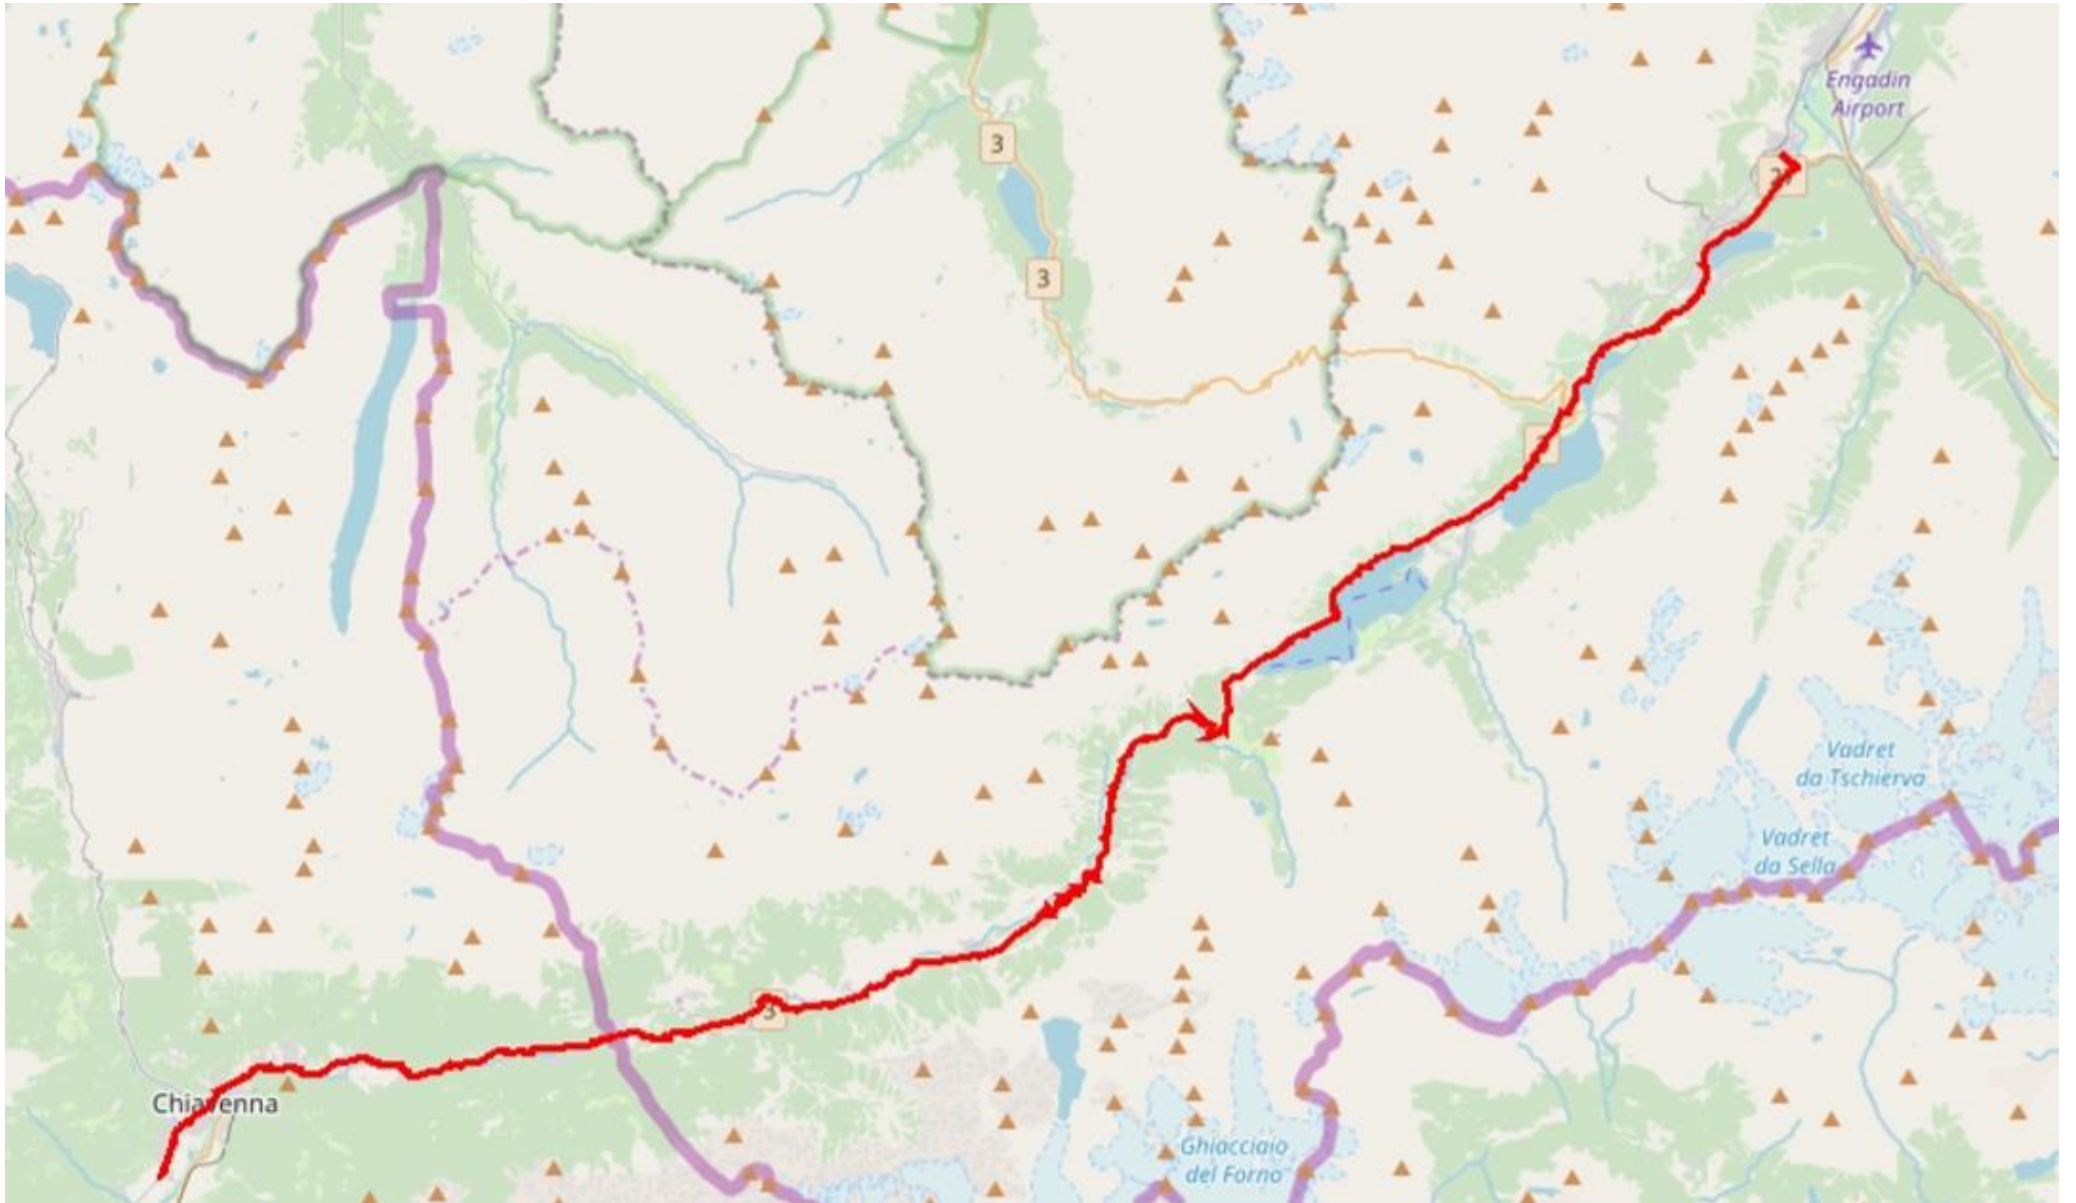 Engadin
Airport
3
3
Vadret
da Tschierva
Vadret
da Sella
3
Chiavenna
Ghiacciaio
del Forno